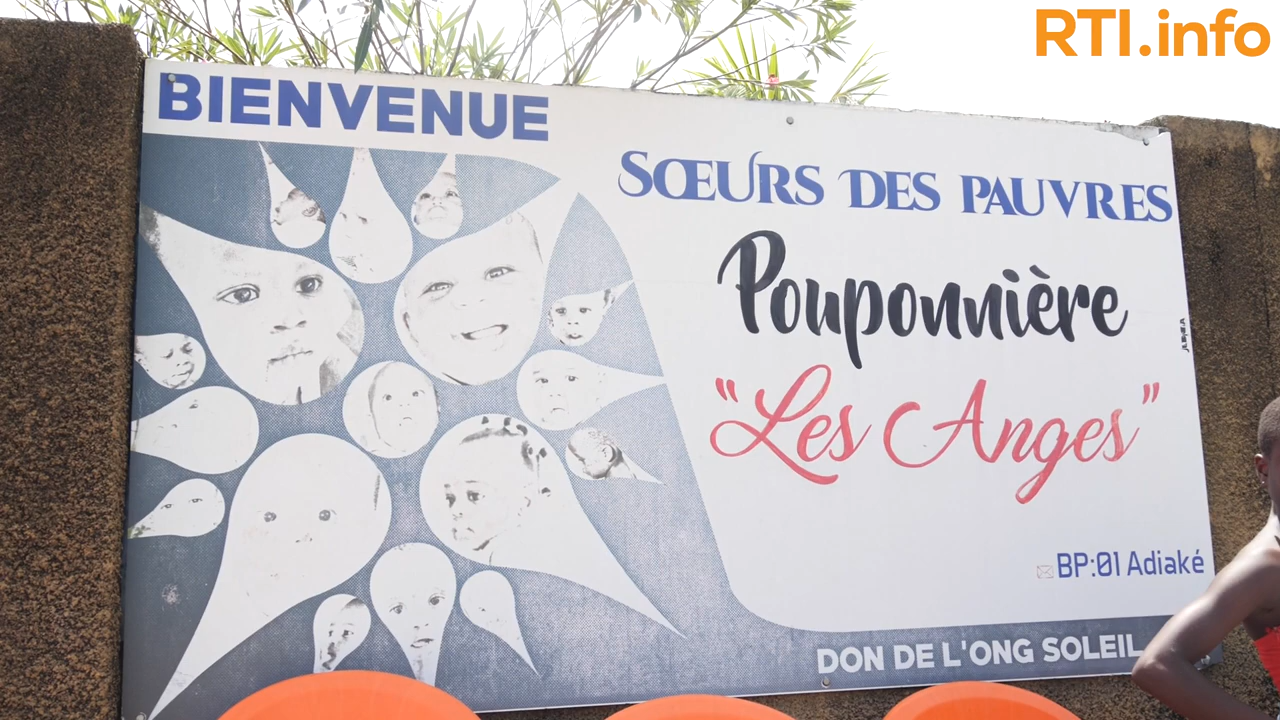 RTI.info
BIENVENUE
SŒURS DES PAUVRES
Pouponnière
"Les Anges"
BP:01 Adiaké
DON DE L'ONG SOLEIL